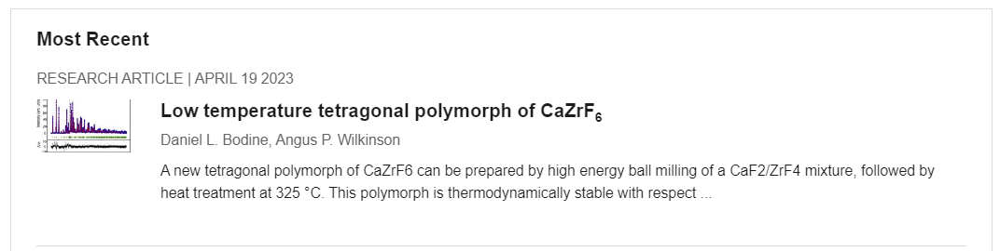 Most Recent
RESEARCH ARTICLE | APRIL 19 2023
Low temperature tetragonal polymorph of CaZrF₆
Daniel L. Bodine, Angus P. Wilkinson
A new tetragonal polymorph of CaZrF6 can be prepared by high energy ball milling of a CaF2/ZrF4 mixture, followed by
heat treatment at 325 °C. This polymorph is thermodynamically stable with respect ...